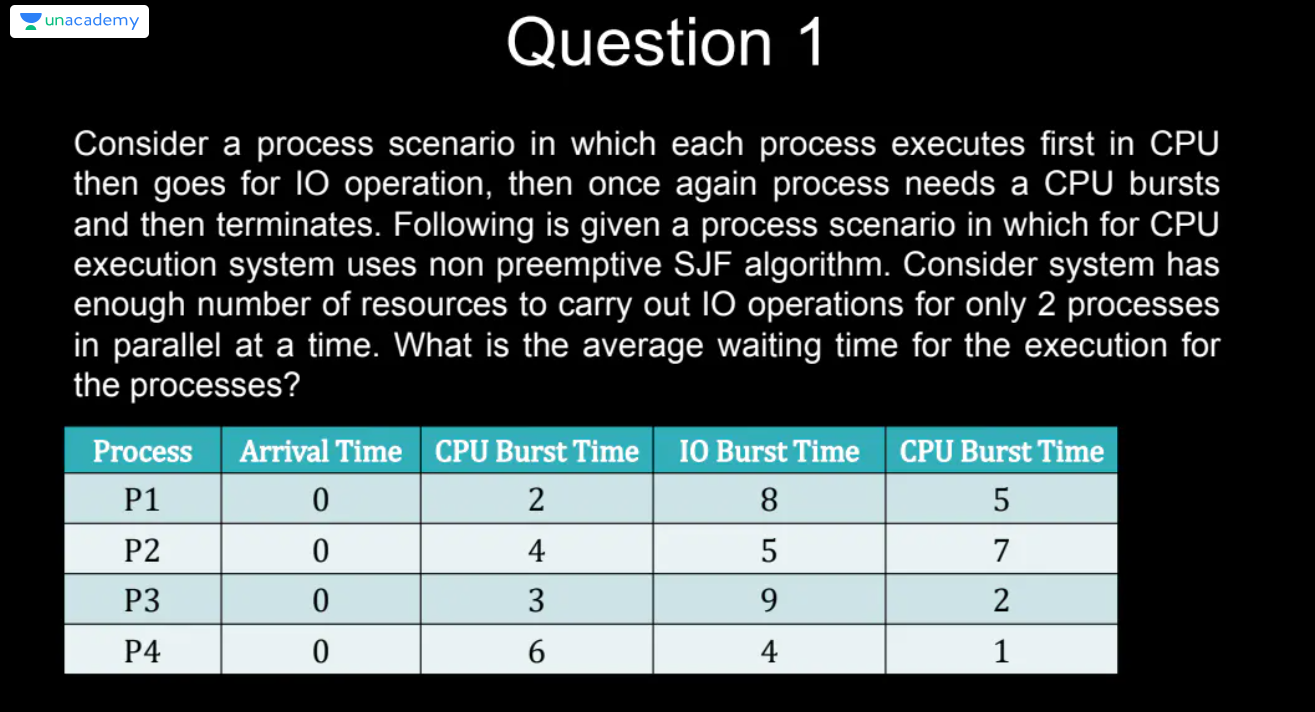 unacademy
Question 1
Consider a process scenario in which each process executes first in CPU
then goes for IO operation, then once again process needs a CPU bursts
and then terminates. Following is given a process scenario in which for CPU
execution system uses non preemptive SJF algorithm. Consider system has
enough number of resources to carry out IO operations for only 2 processes
in parallel at a time. What is the average waiting time for the execution for
the processes?
Process Arrival Time CPU Burst Time IO Burst Time CPU Burst Time
P1 0 2 8 5
P2 0 4 5 7
P3 0 3 9 2
P4 0 6 4 1